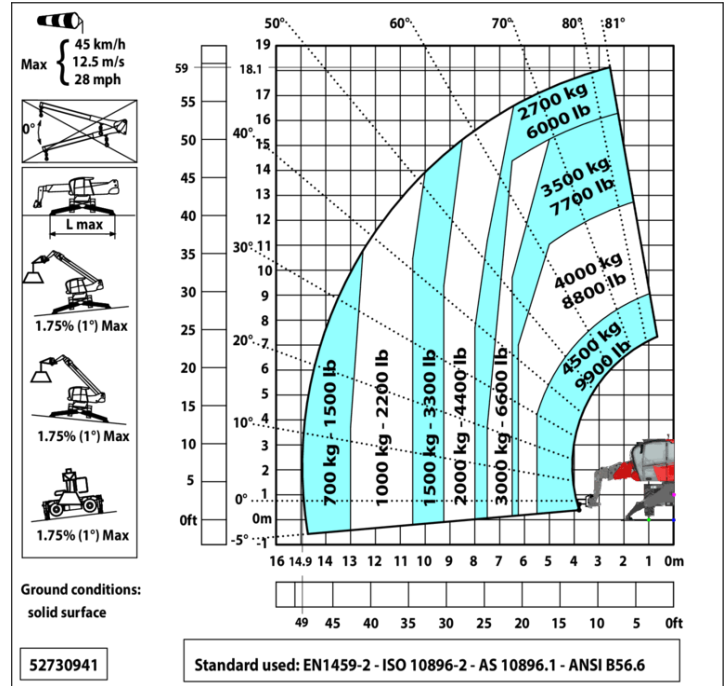 45 km/h
Max { 12.5 m/s
28 mph
0°
L max
1.75% (1°) Max
1.75% (1°) Max
1.75% (1°) Max
Ground conditions:
solid surface
52730941
50° 60° 70° 80° 81°
40°
30°
20°
10°
0°
-5°
59
55
50
45
40
35
30
25
20
15
10
5
0ft
19
18.1
17
16
15
14
13
12
11
10
9
8
7
6
5
4
3
2
1
0m
-1
2700 kg
6000 lb
3500 kg
7700 lb
4000 kg
8800 lb
4500 kg
9900 lb
700 kg - 1500 lb
1000 kg - 2200 lb
1500 kg - 3300 lb
2000 kg -4400 lb
3000 kg - 6600 lb
16 14.9 14 13 12 11 10 9 8 7 6 5 4 3 2 1 0m
49 45 40 35 30 25 20 15 10 5 0ft
Standard used: EN1459-2 - ISO 10896-2 - AS 10896.1 - ANSI B56.6